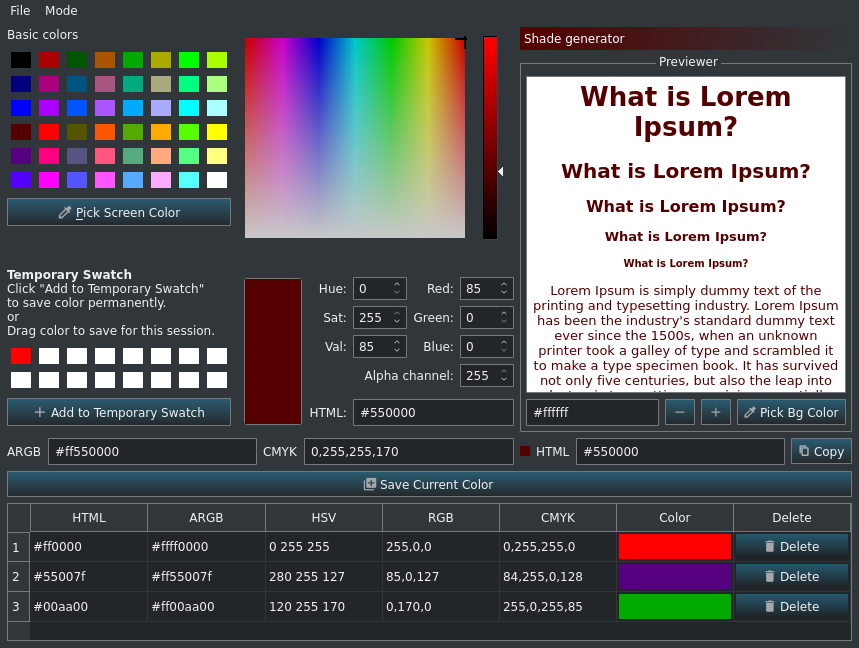 File Mode
Basic colors
Pick Screen Color
Temporary Swatch
Click "Add to Temporary Swatch"
to save color permanently.
or
Drag color to save for this session.
+ Add to Temporary Swatch
Hue: 0 Red: 85
Sat: 255 Green: 0
Val: 85 Blue: 0
Alpha channel: 255
HTML: #550000
Shade generator
Previewer
What is Lorem
Ipsum?
What is Lorem Ipsum?
What is Lorem Ipsum?
What is Lorem Ipsum?
What is Lorem Ipsum?
Lorem Ipsum is simply dummy text of the
printing and typesetting industry. Lorem Ipsum
has been the industry's standard dummy text
ever since the 1500s, when an unknown
printer took a galley of type and scrambled it
to make a type specimen book. It has survived
not only five centuries, but also the leap into
#ffffff − + Pick Bg Color
ARGB #ff550000 CMYK 0,255,255,170 HTML #550000 Copy
Save Current Color
HTML ARGB HSV RGB CMYK Color Delete
1 #ff0000 #ffff0000 0 255 255 255,0,0 0,255,255,0 Delete
2 #55007f #ff55007f 280 255 127 85,0,127 84,255,0,128 Delete
3 #00aa00 #ff00aa00 120 255 170 0,170,0 255,0,255,85 Delete